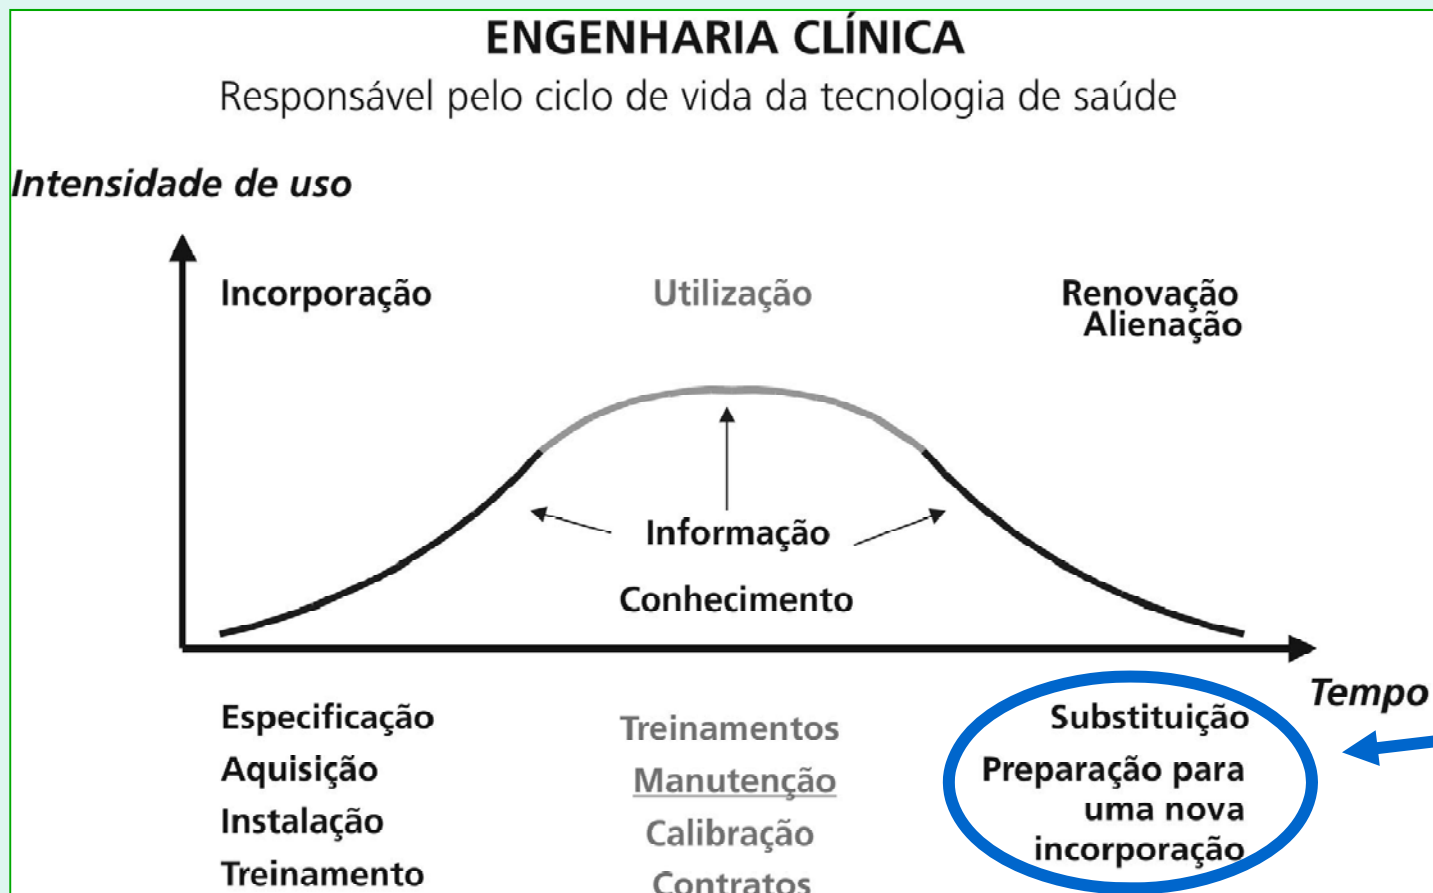 ENGENHARIA CLÍNICA
Responsável pelo ciclo de vida da tecnologia de saúde
Intensidade de uso
Incorporação
Utilização
Renovação
Alienação
Informação
Conhecimento
Tempo
Especificação
Aquisição
Instalação
Treinamento
Treinamentos
Manutenção
Calibração
Contratos
Substituição
Preparação para
uma nova
incorporação